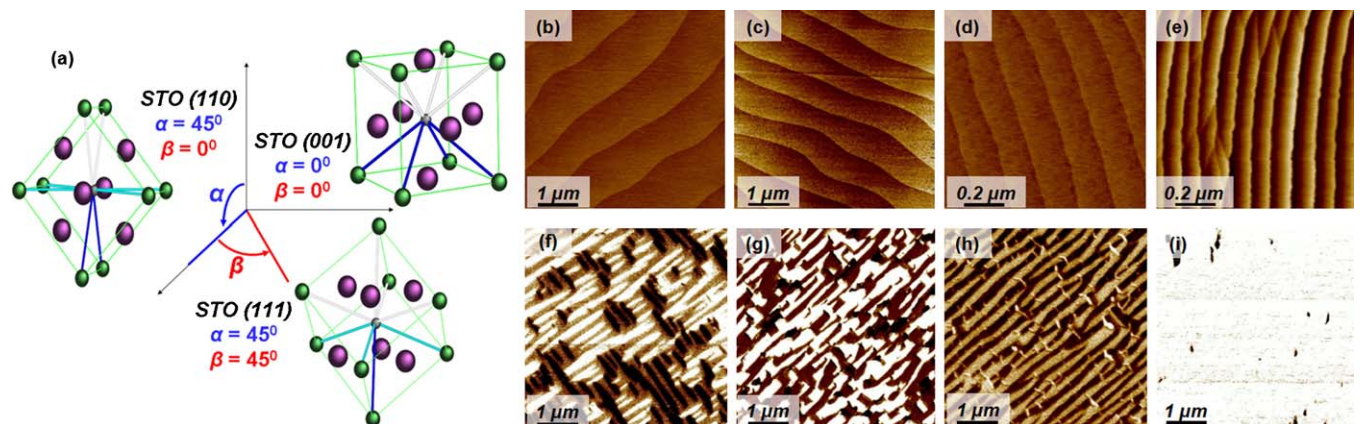 (a)
STO (110)
α = 45⁰
β = 0⁰
STO (001)
α = 0⁰
β = 0⁰
α
β
STO (111)
α = 45⁰
β = 45⁰
(b)
1 μm
(c)
1 μm
(d)
0.2 μm
(e)
0.2 μm
(f)
1 μm
(g)
1 μm
(h)
1 μm
(i)
1 μm